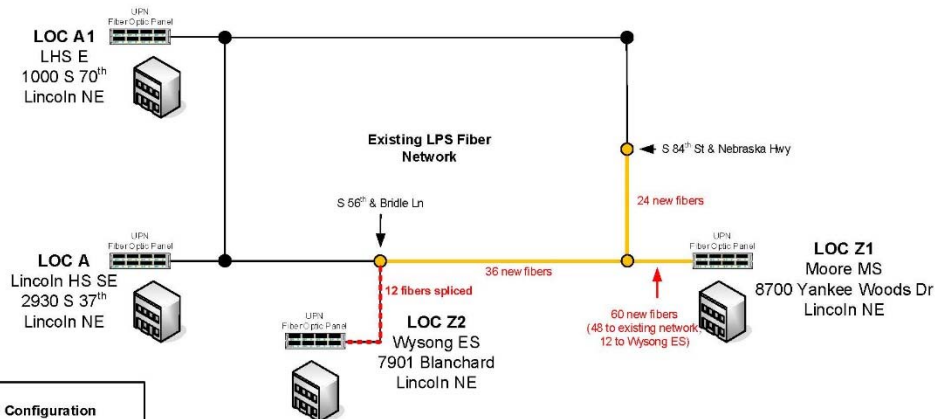 UPN
Fiber Optic Panel
LOC A1
LHS E
1000 S 70th
Lincoln NE
Existing LPS Fiber
Network
S 84th St & Nebraska Hwy
S 56th & Bridle Ln
24 new fibers
UPN
Fiber Optic Panel
LOC A
Lincoln HS SE
2930 S 37th
Lincoln NE
36 new fibers
UPN
Fiber Optic Panel
LOC Z1
Moore MS
8700 Yankee Woods Dr
Lincoln NE
12 fibers spliced
60 new fibers
(48 to existing network,
12 to Wysong ES)
UPN
Fiber Optic Panel
LOC Z2
Wysong ES
7901 Blanchard
Lincoln NE
Configuration